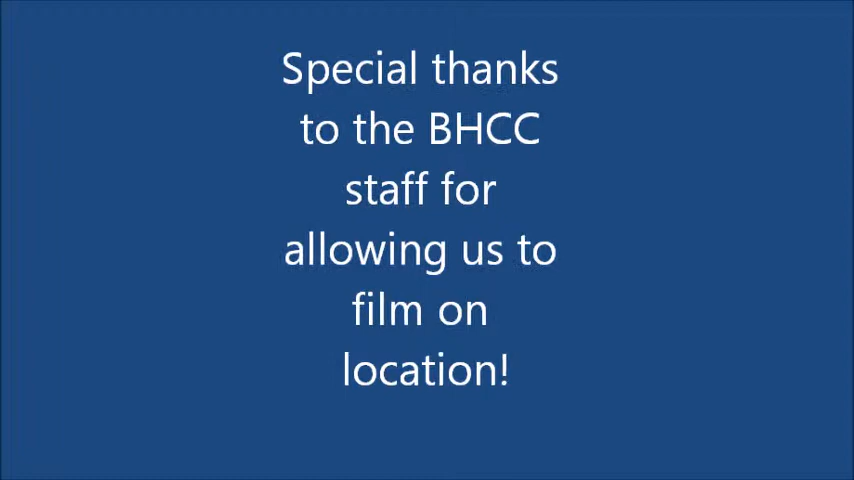 Special thanks
to the BHCC
staff for
allowing us to
film on
location!